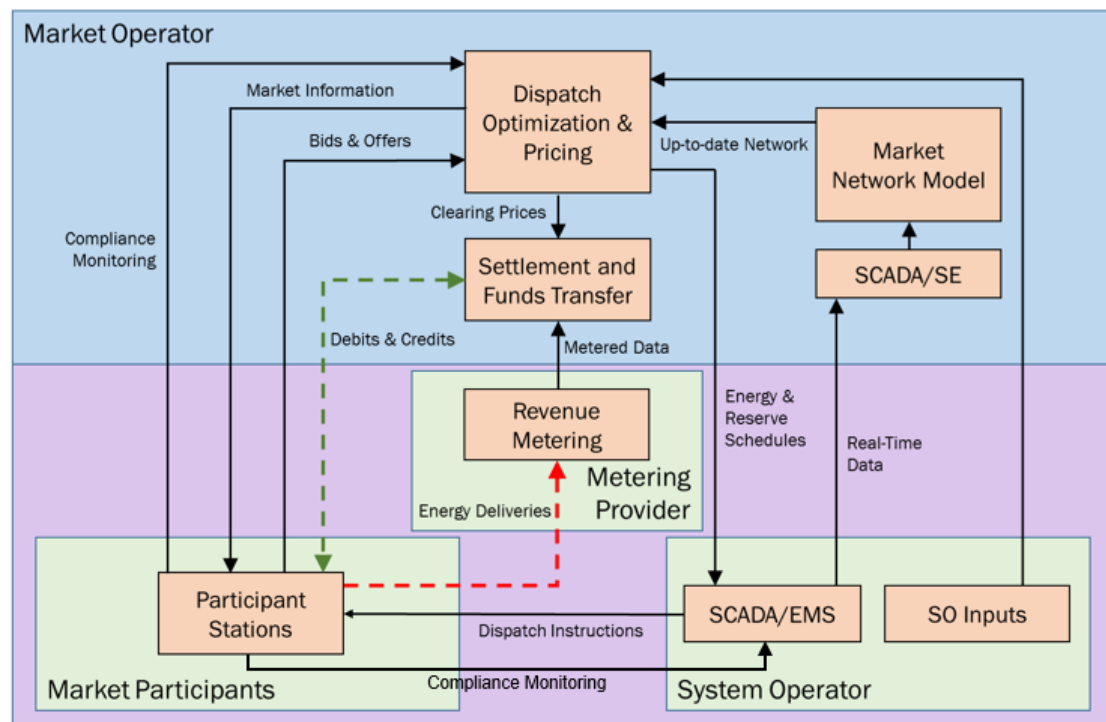 Market Operator
Market Information
Dispatch
Optimization &
Pricing
Bids & Offers
Up-to-date Network
Market
Network Model
Clearing Prices
Compliance
Monitoring
Settlement and
Funds Transfer
SCADA/SE
Debits & Credits
Metered Data
Revenue
Metering
Energy &
Reserve
Schedules
Real-Time
Data
Metering
Provider
Energy Deliveries
Participant
Stations
Dispatch Instructions
SCADA/EMS
SO Inputs
Compliance Monitoring
Market Participants
System Operator